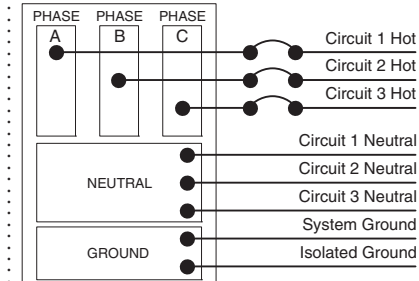 PHASE PHASE PHASE
A B C
Circuit 1 Hot
Circuit 2 Hot
Circuit 3 Hot
Circuit 1 Neutral
NEUTRAL
Circuit 2 Neutral
Circuit 3 Neutral
System Ground
GROUND
Isolated Ground